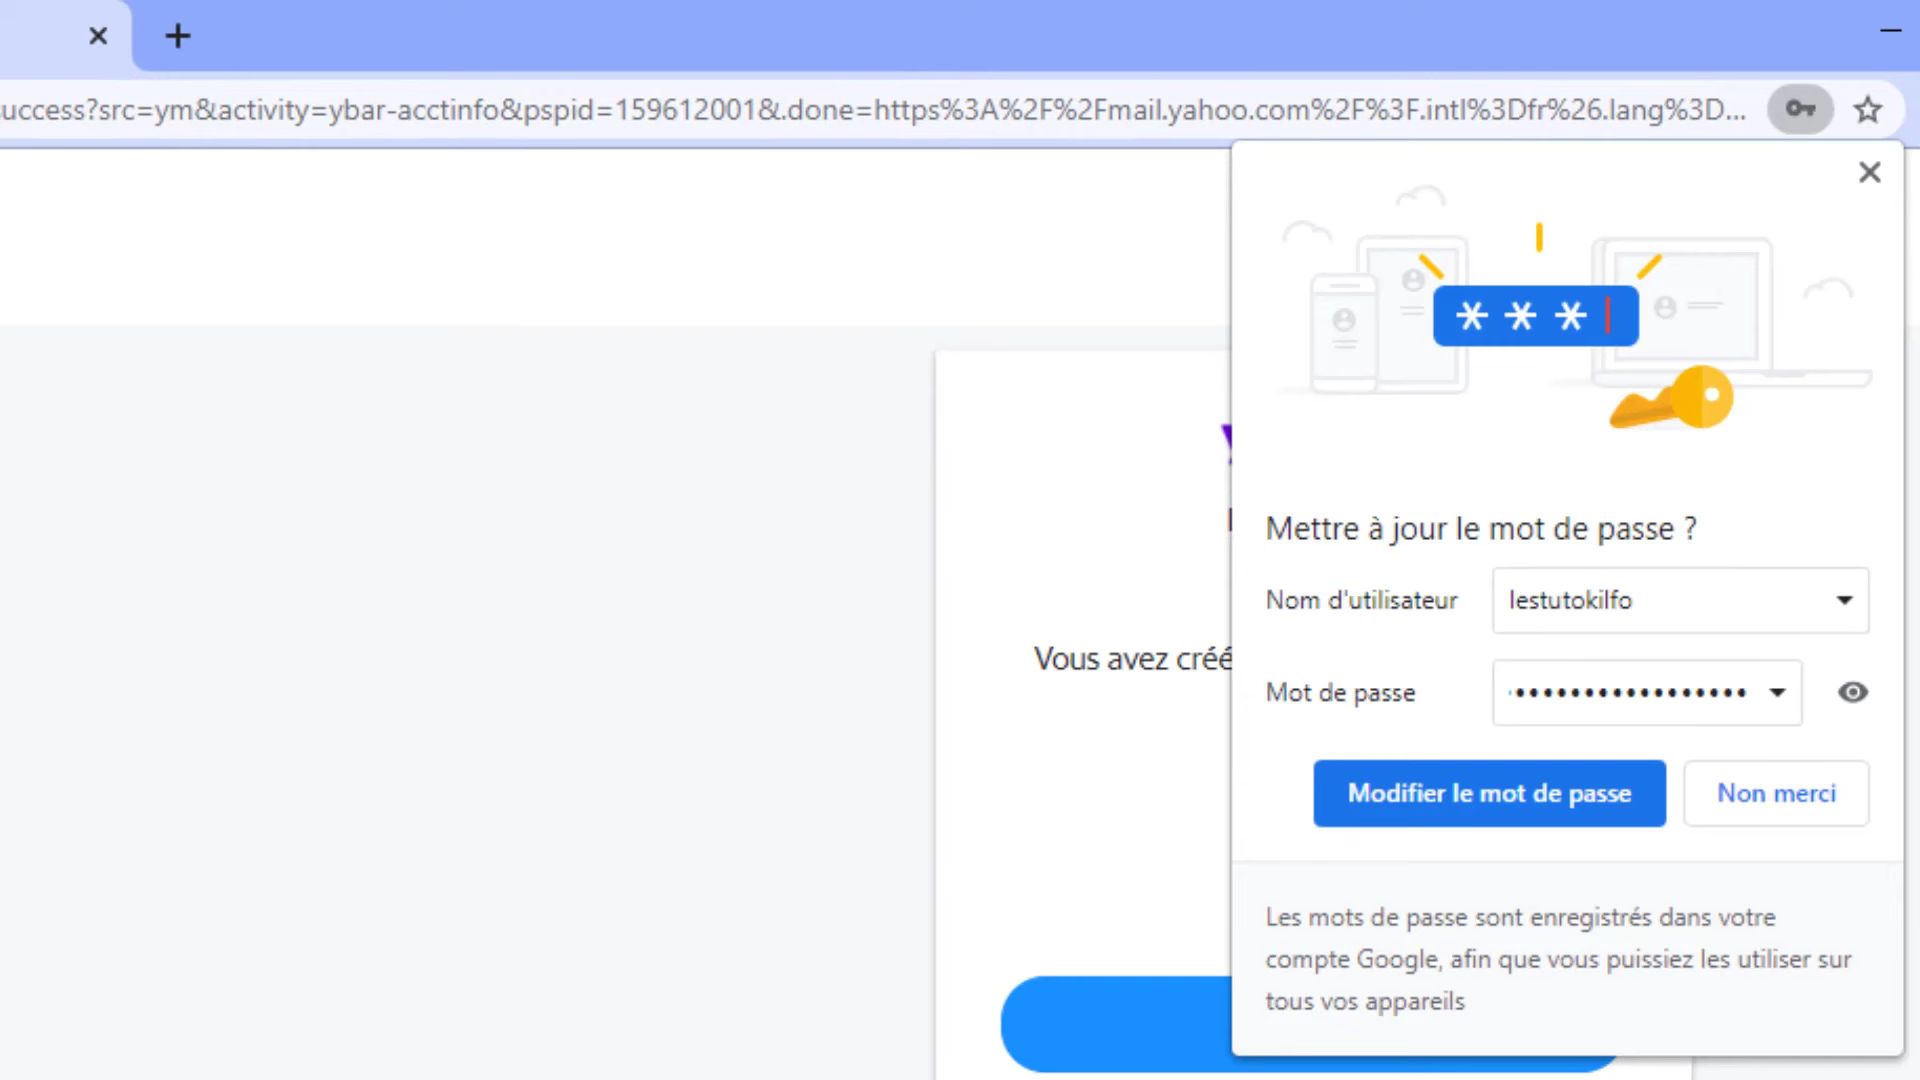 uccess?src=ym&activity=ybar-acctinfo&pspid=159612001&.done=https%3A%2F%2Fmail.yahoo.com%2F%3F.intl%3Dfr%26.lang%3D...
* * *
Mettre à jour le mot de passe ?
Nom d'utilisateur lestutokilfo
Mot de passe ••••••••••••••••••
Modifier le mot de passe Non merci
Vous avez créé
Les mots de passe sont enregistrés dans votre
compte Google, afin que vous puissiez les utiliser sur
tous vos appareils